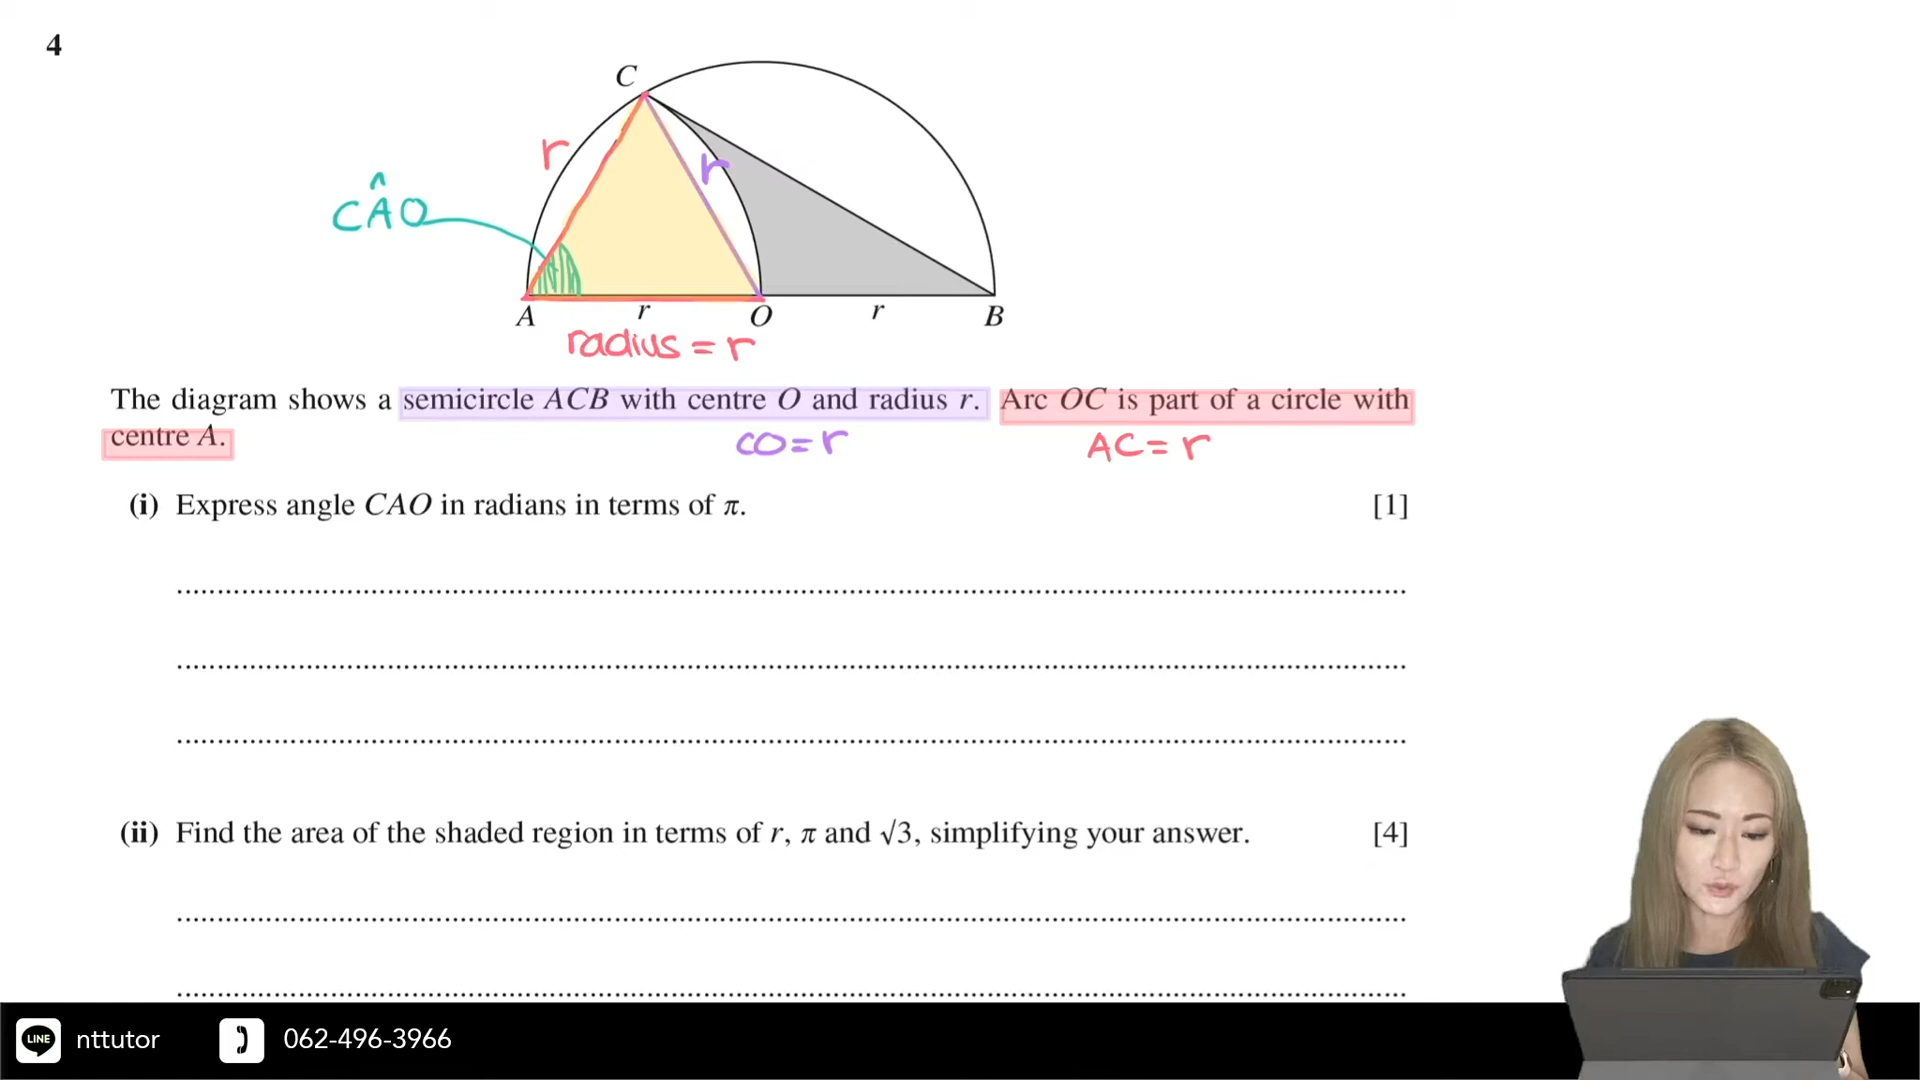 4
C
r
r
CÂO
A
r
O
r
B
radius = r
The diagram shows a semicircle ACB with centre O and radius r. Arc OC is part of a circle with
centre A.
CO = r
AC = r
(i) Express angle CAO in radians in terms of π. [1]
(ii) Find the area of the shaded region in terms of r, π and √3, simplifying your answer. [4]
LINE nttutor 062-496-3966